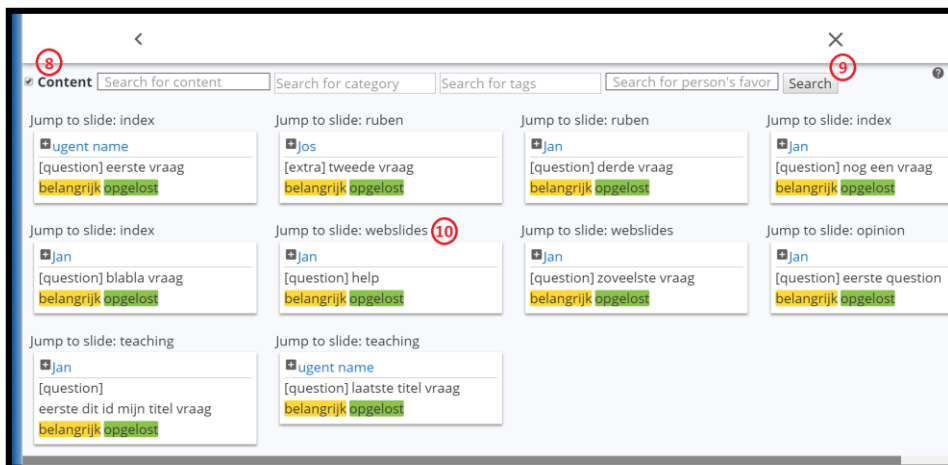 8
9
Content Search for content Search for category Search for tags Search for person's favor Search
Jump to slide: index
ugent name
[question] eerste vraag
belangrijk opgelost
Jump to slide: ruben
Jos
[extra] tweede vraag
belangrijk opgelost
Jump to slide: ruben
Jan
[question] derde vraag
belangrijk opgelost
Jump to slide: index
Jan
[question] nog een vraag
belangrijk opgelost
Jump to slide: index
Jan
[question] blabla vraag
belangrijk opgelost
Jump to slide: webslides 10
Jan
[question] help
belangrijk opgelost
Jump to slide: webslides
Jan
[question] zoveelste vraag
belangrijk opgelost
Jump to slide: opinion
Jan
[question] eerste question
belangrijk opgelost
Jump to slide: teaching
Jan
[question]
eerste dit id mijn titel vraag
belangrijk opgelost
Jump to slide: teaching
ugent name
[question] laatste titel vraag
belangrijk opgelost